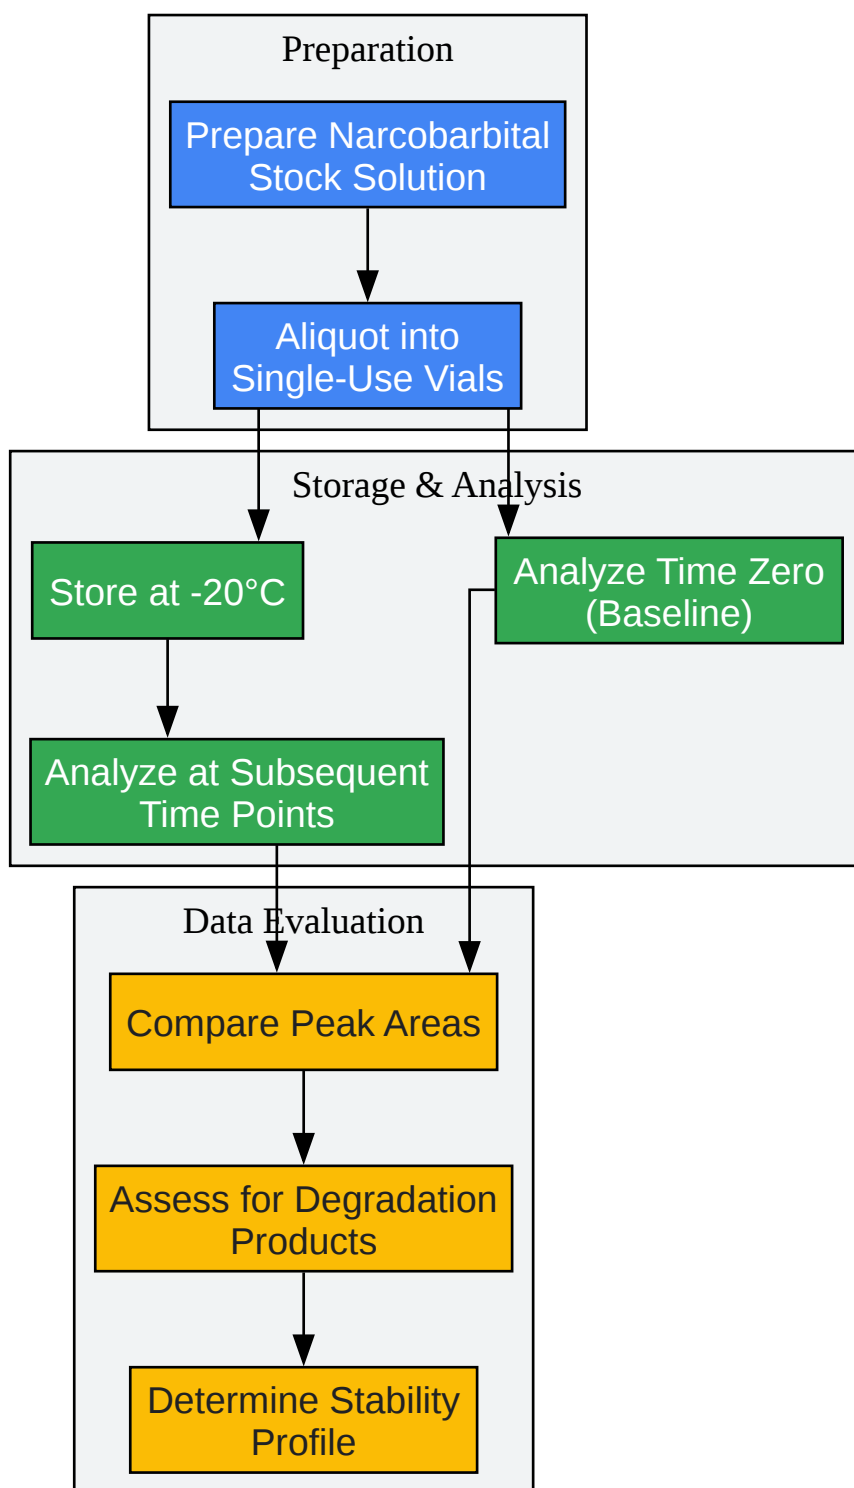 Preparation
Prepare Narcobarbital
Stock Solution
Aliquot into
Single-Use Vials
Storage & Analysis
Store at -20°C
Analyze Time Zero
(Baseline)
Analyze at Subsequent
Time Points
Data Evaluation
Compare Peak Areas
Assess for Degradation
Products
Determine Stability
Profile